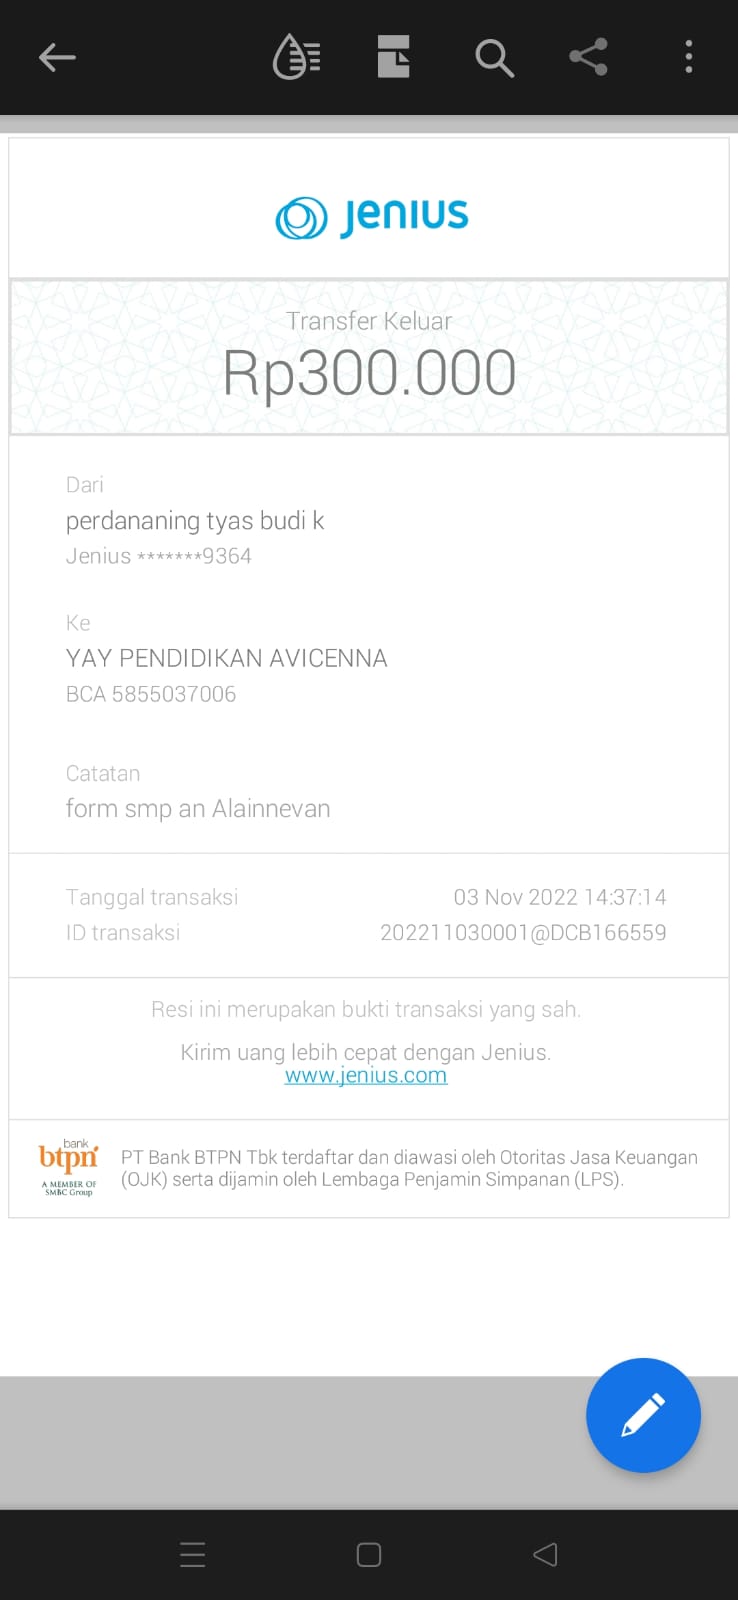 Jenius
Transfer Keluar
Rp300.000
Dari
perdananing tyas budi k
Jenius *******9364
Ke
YAY PENDIDIKAN AVICENNA
BCA 5855037006
Catatan
form smp an Alainnevan
Tanggal transaksi 03 Nov 2022 14:37:14
ID transaksi 202211030001@DCB166559
Resi ini merupakan bukti transaksi yang sah.
Kirim uang lebih cepat dengan Jenius.
www.jenius.com
bank
btpn
A MEMBER OF
SMBC Group
PT Bank BTPN Tbk terdaftar dan diawasi oleh Otoritas Jasa Keuangan
(OJK) serta dijamin oleh Lembaga Penjamin Simpanan (LPS).